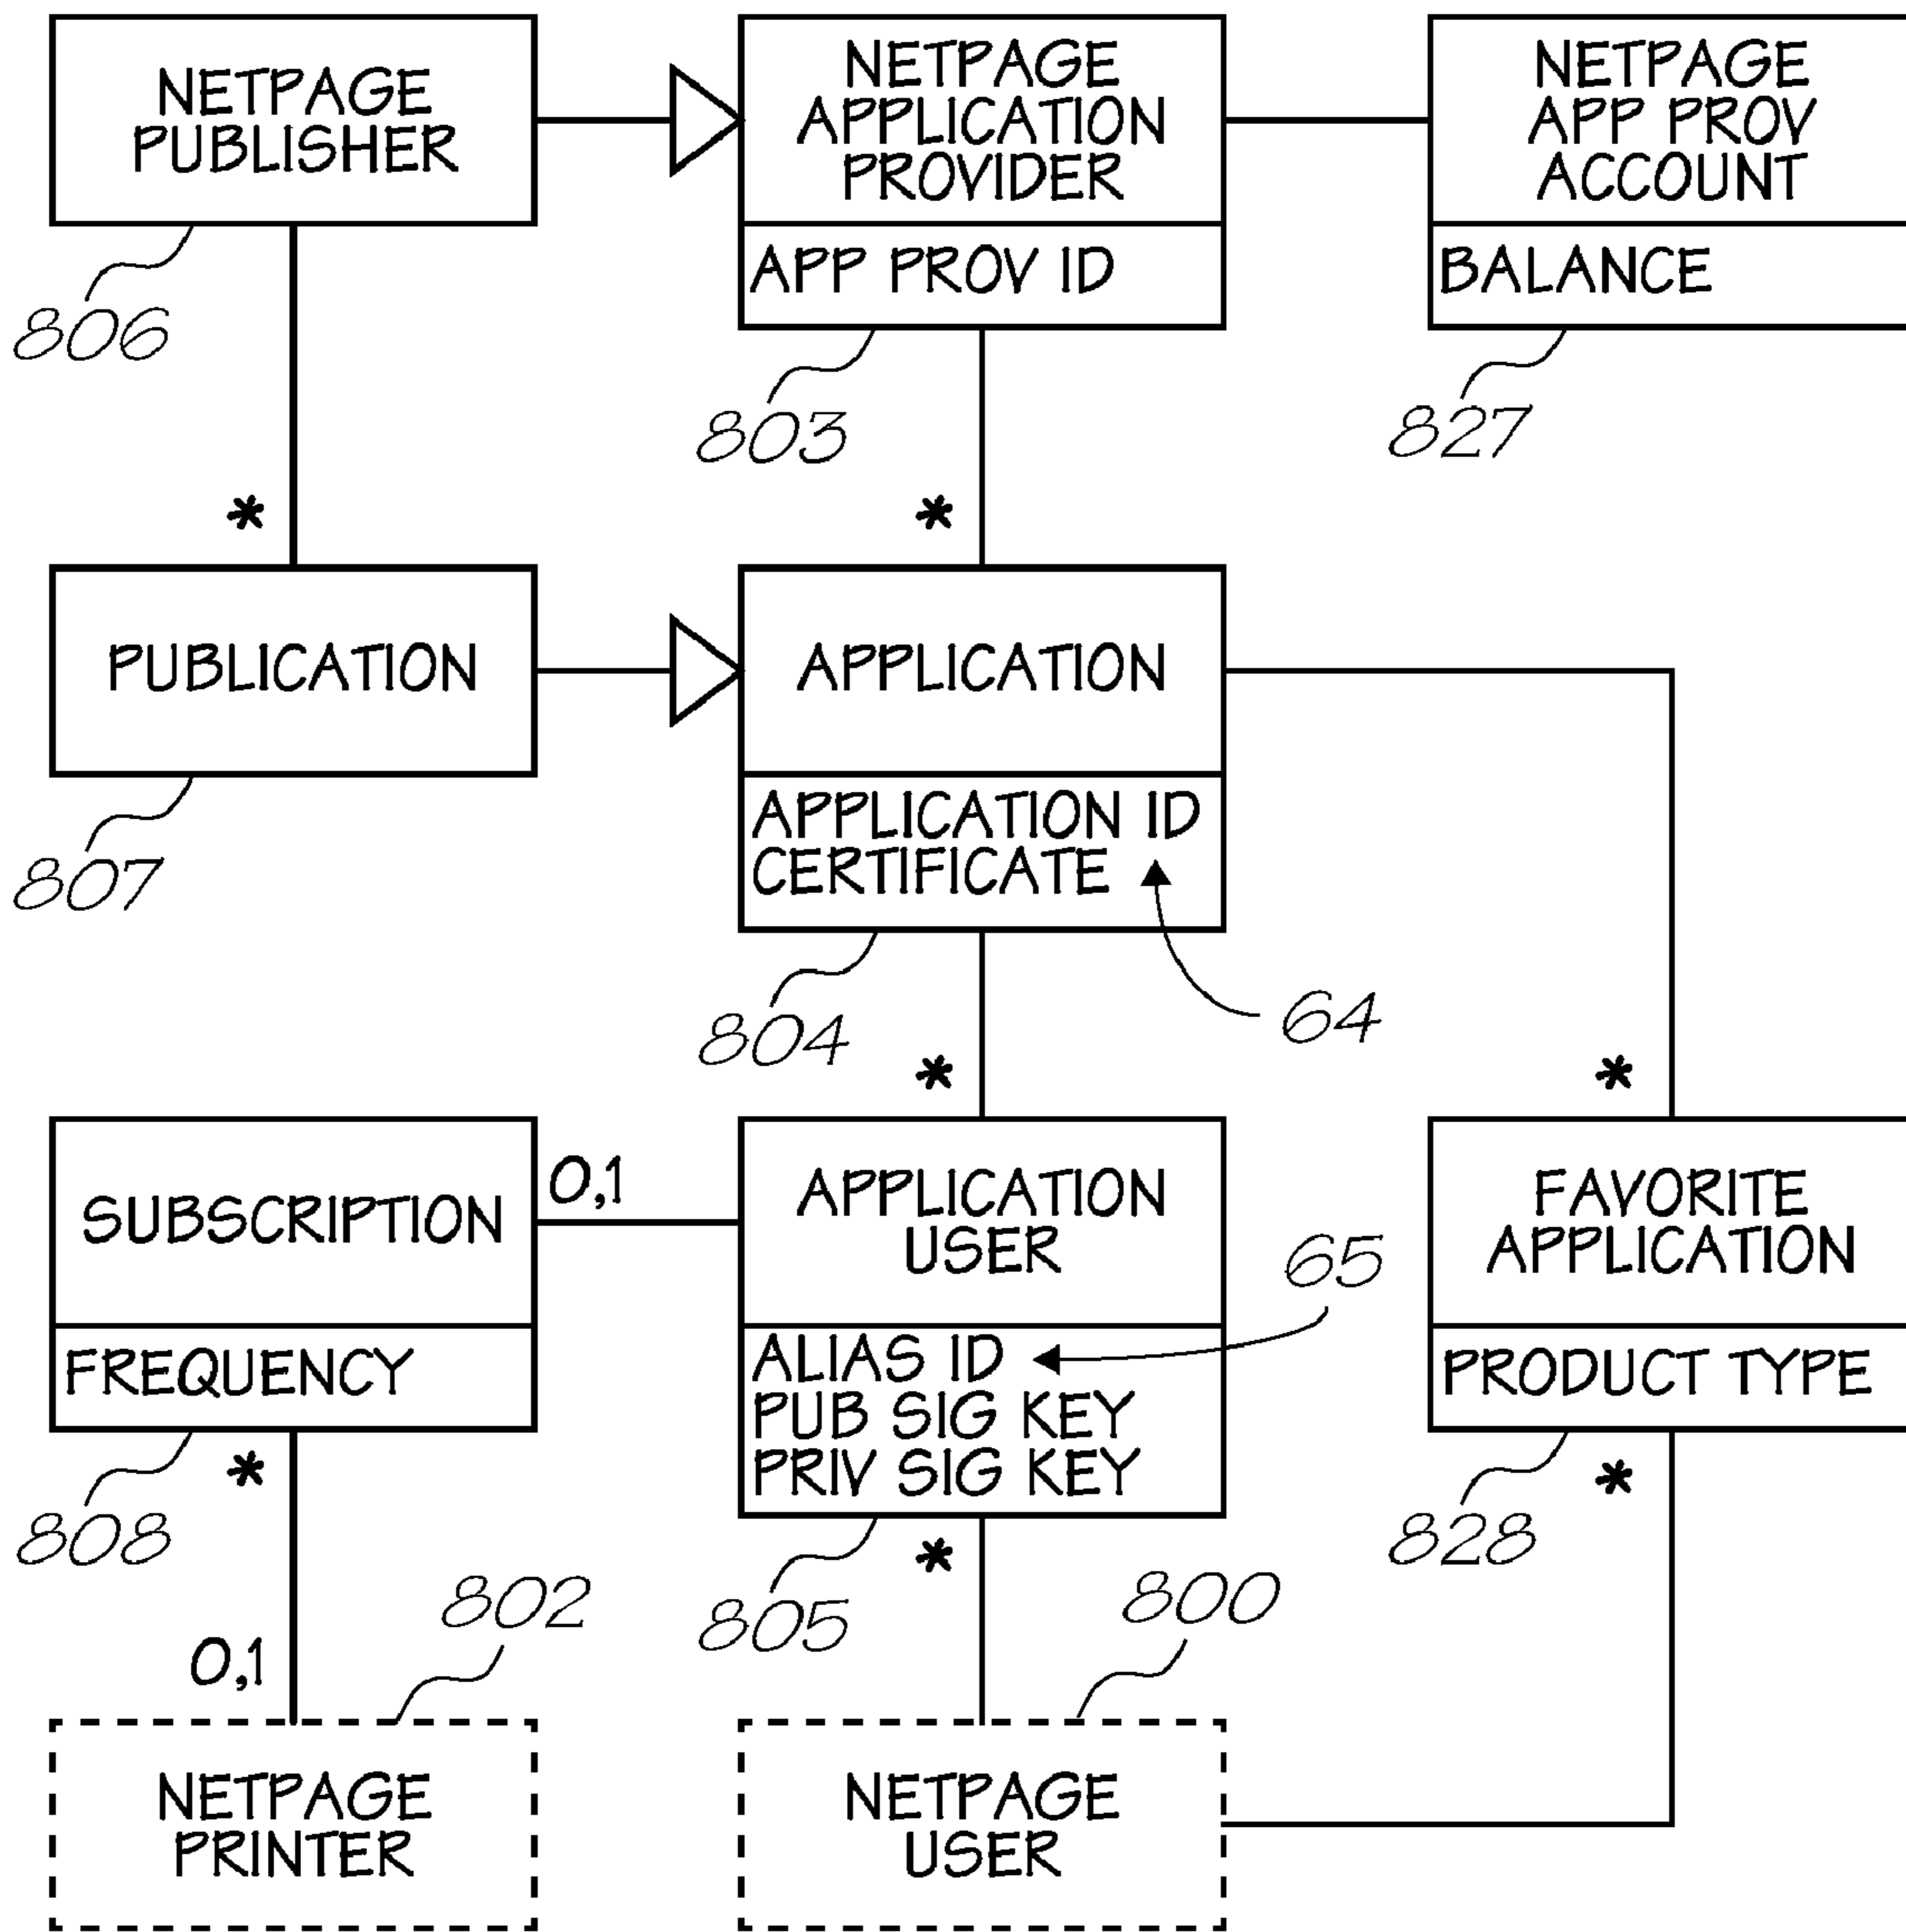 NETPAGE
PUBLISHER
NETPAGE
APPLICATION
PROVIDER
APP PROV ID
NETPAGE
APP PROV
ACCOUNT
BALANCE
806
803
827
*
*
PUBLICATION
APPLICATION
APPLICATION ID
CERTIFICATE
807
804
64
*
*
SUBSCRIPTION
FREQUENCY
0,1
APPLICATION
USER
65
ALIAS ID
PUB SIG KEY
PRIV SIG KEY
FAVORITE
APPLICATION
PRODUCT TYPE
808
*
805
*
828
*
802
800
0,1
NETPAGE
PRINTER
NETPAGE
USER